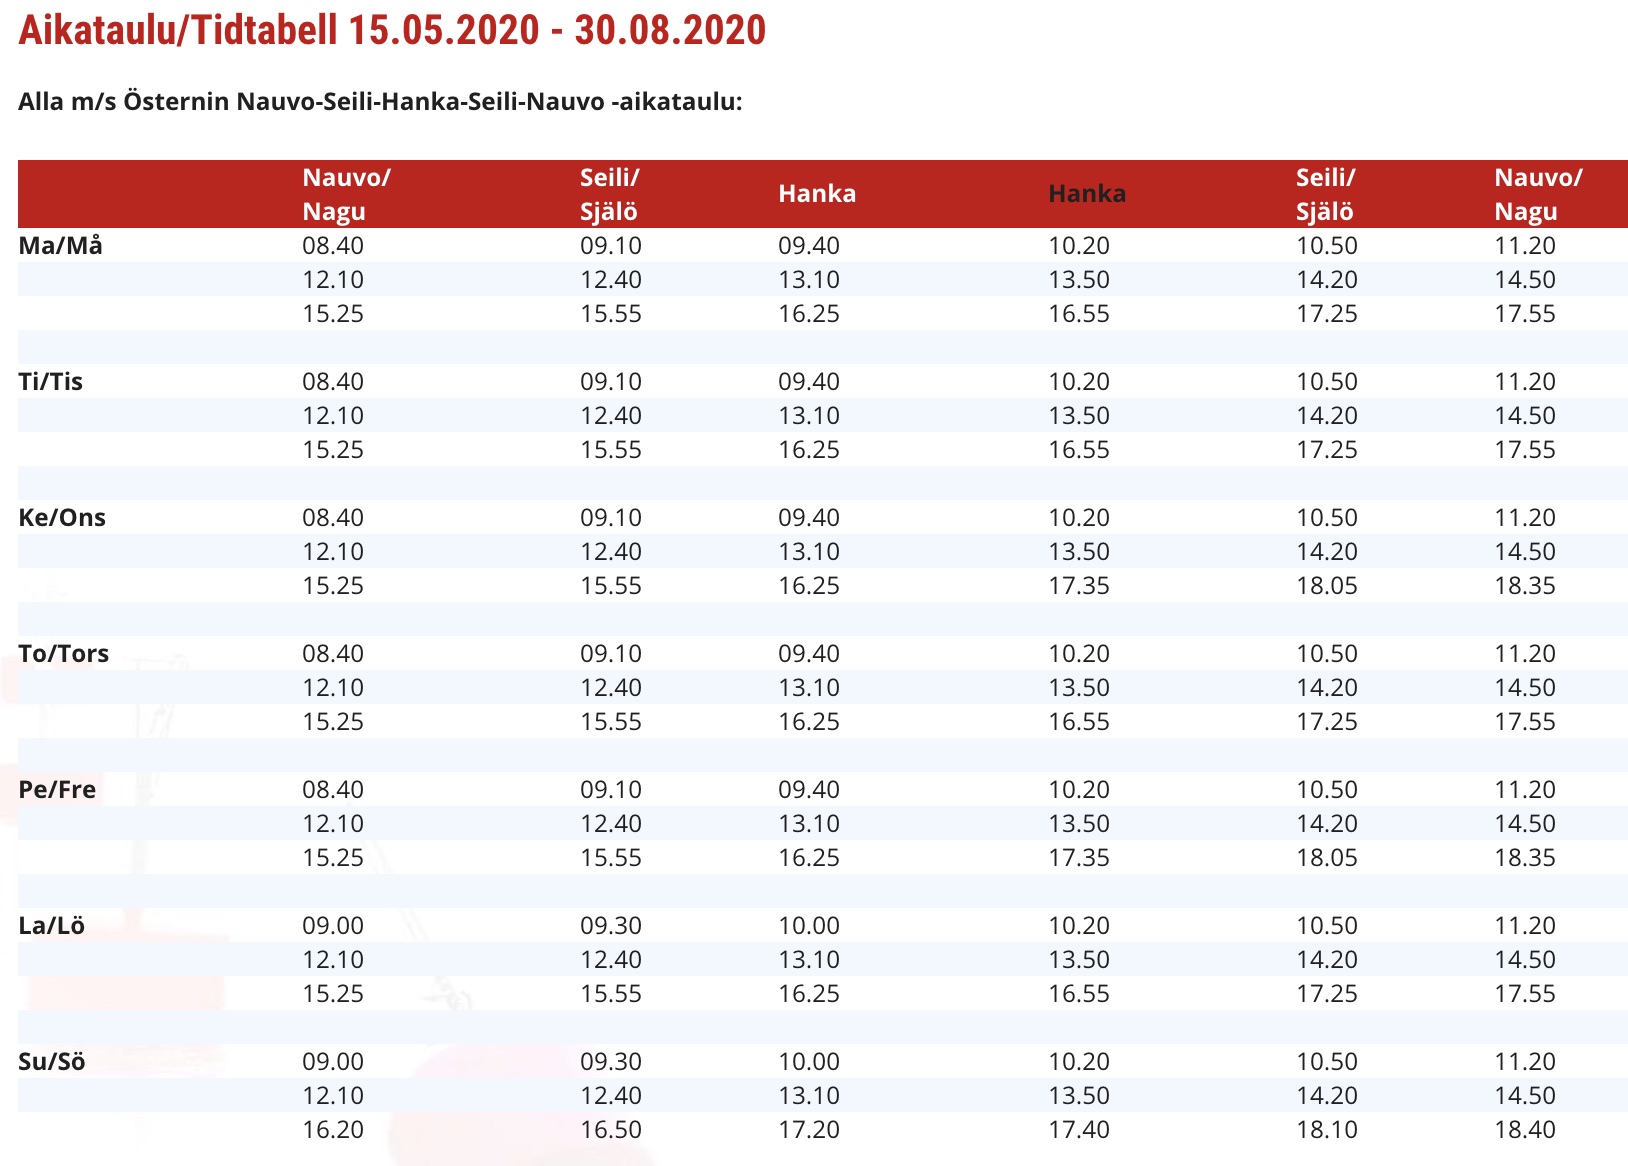 Aikataulu/Tidtabell 15.05.2020 - 30.08.2020
Alla m/s Östernin Nauvo-Seili-Hanka-Seili-Nauvo -aikataulu:
Nauvo/ Seili/ Hanka Hanka Seili/ Nauvo/
Nagu Själö Själö Nagu
Ma/Må 08.40 09.10 09.40 10.20 10.50 11.20
12.10 12.40 13.10 13.50 14.20 14.50
15.25 15.55 16.25 16.55 17.25 17.55
Ti/Tis 08.40 09.10 09.40 10.20 10.50 11.20
12.10 12.40 13.10 13.50 14.20 14.50
15.25 15.55 16.25 16.55 17.25 17.55
Ke/Ons 08.40 09.10 09.40 10.20 10.50 11.20
12.10 12.40 13.10 13.50 14.20 14.50
15.25 15.55 16.25 17.35 18.05 18.35
To/Tors 08.40 09.10 09.40 10.20 10.50 11.20
12.10 12.40 13.10 13.50 14.20 14.50
15.25 15.55 16.25 16.55 17.25 17.55
Pe/Fre 08.40 09.10 09.40 10.20 10.50 11.20
12.10 12.40 13.10 13.50 14.20 14.50
15.25 15.55 16.25 17.35 18.05 18.35
La/Lö 09.00 09.30 10.00 10.20 10.50 11.20
12.10 12.40 13.10 13.50 14.20 14.50
15.25 15.55 16.25 16.55 17.25 17.55
Su/Sö 09.00 09.30 10.00 10.20 10.50 11.20
12.10 12.40 13.10 13.50 14.20 14.50
16.20 16.50 17.20 17.40 18.10 18.40